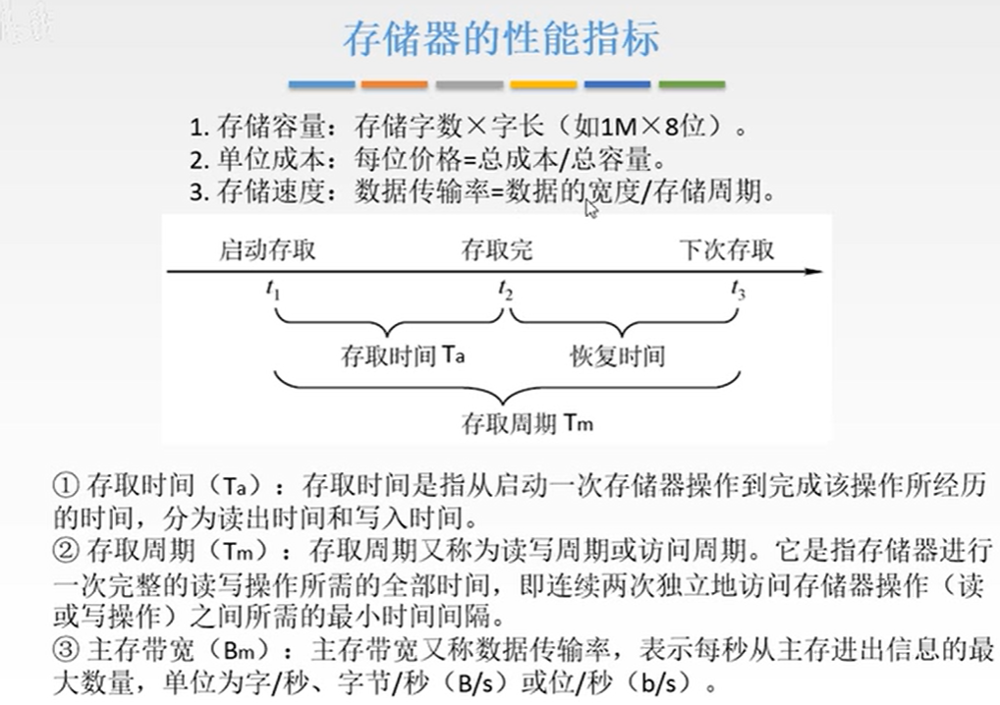 存储器的性能指标
1. 存储容量：存储字数×字长（如1M×8位）。
2. 单位成本：每位价格=总成本/总容量。
3. 存储速度：数据传输率=数据的宽度/存储周期。
启动存取 存取完 下次存取
t1 t2 t3
存取时间 Ta 恢复时间
存取周期 Tm
① 存取时间（Ta）：存取时间是指从启动一次存储器操作到完成该操作所经历
的时间，分为读出时间和写入时间。
② 存取周期（Tm）：存取周期又称为读写周期或访问周期。它是指存储器进行
一次完整的读写操作所需的全部时间，即连续两次独立地访问存储器操作（读
或写操作）之间所需的最小时间间隔。
③ 主存带宽（Bm）：主存带宽又称数据传输率，表示每秒从主存进出信息的最
大数量，单位为字/秒、字节/秒（B/s）或位/秒（b/s）。